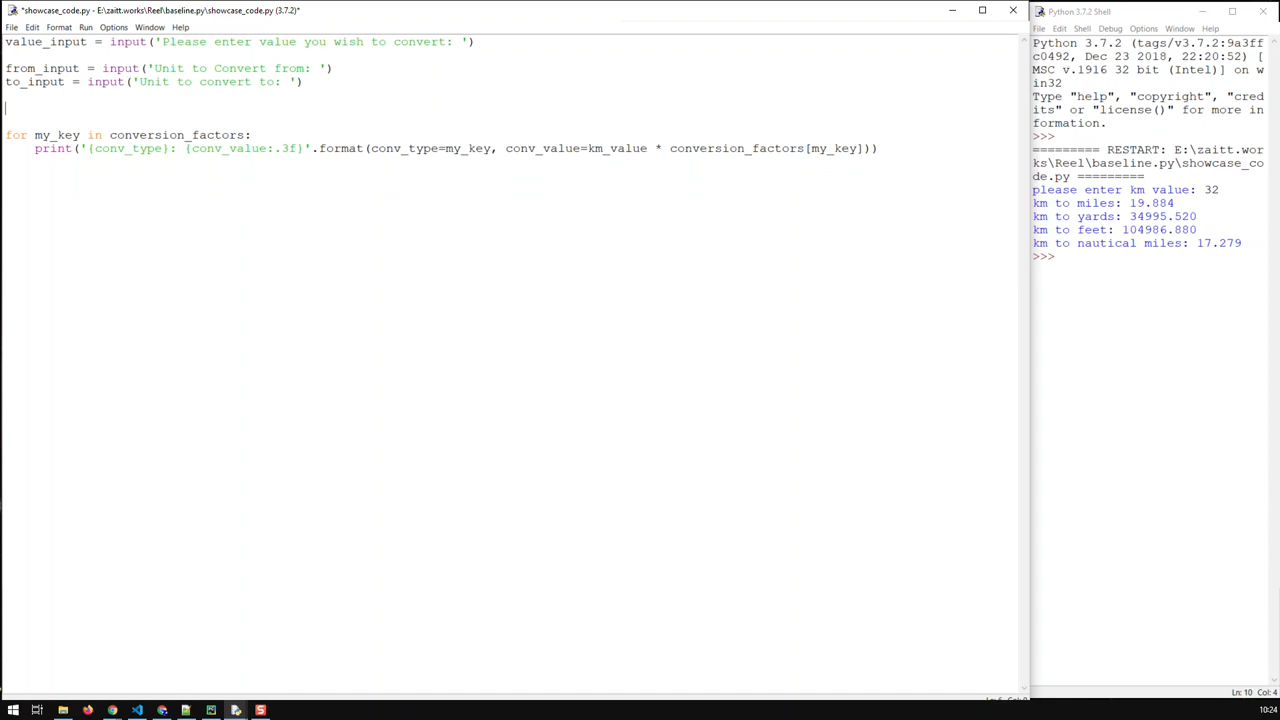 *showcase_code.py - E:\zaitt.works\Reel\baseline.py\showcase_code.py (3.7.2)*
File Edit Format Run Options Window Help
value_input = input('Please enter value you wish to convert: ')
from_input = input('Unit to Convert from: ')
to_input = input('Unit to convert to: ')
for my_key in conversion_factors:
    print('{conv_type}: {conv_value:.3f}'.format(conv_type=my_key, conv_value=km_value * conversion_factors[my_key]))
Python 3.7.2 Shell
File Edit Shell Debug Options Window Help
Python 3.7.2 (tags/v3.7.2:9a3ff
c0492, Dec 23 2018, 22:20:52) [
MSC v.1916 32 bit (Intel)] on w
in32
Type "help", "copyright", "cred
its" or "license()" for more in
formation.
>>>
========= RESTART: E:\zaitt.wor
ks\Reel\baseline.py\showcase_co
de.py =========
please enter km value: 32
km to miles: 19.884
km to yards: 34995.520
km to feet: 104986.880
km to nautical miles: 17.279
>>>
Ln: 10 Col: 4
10:24